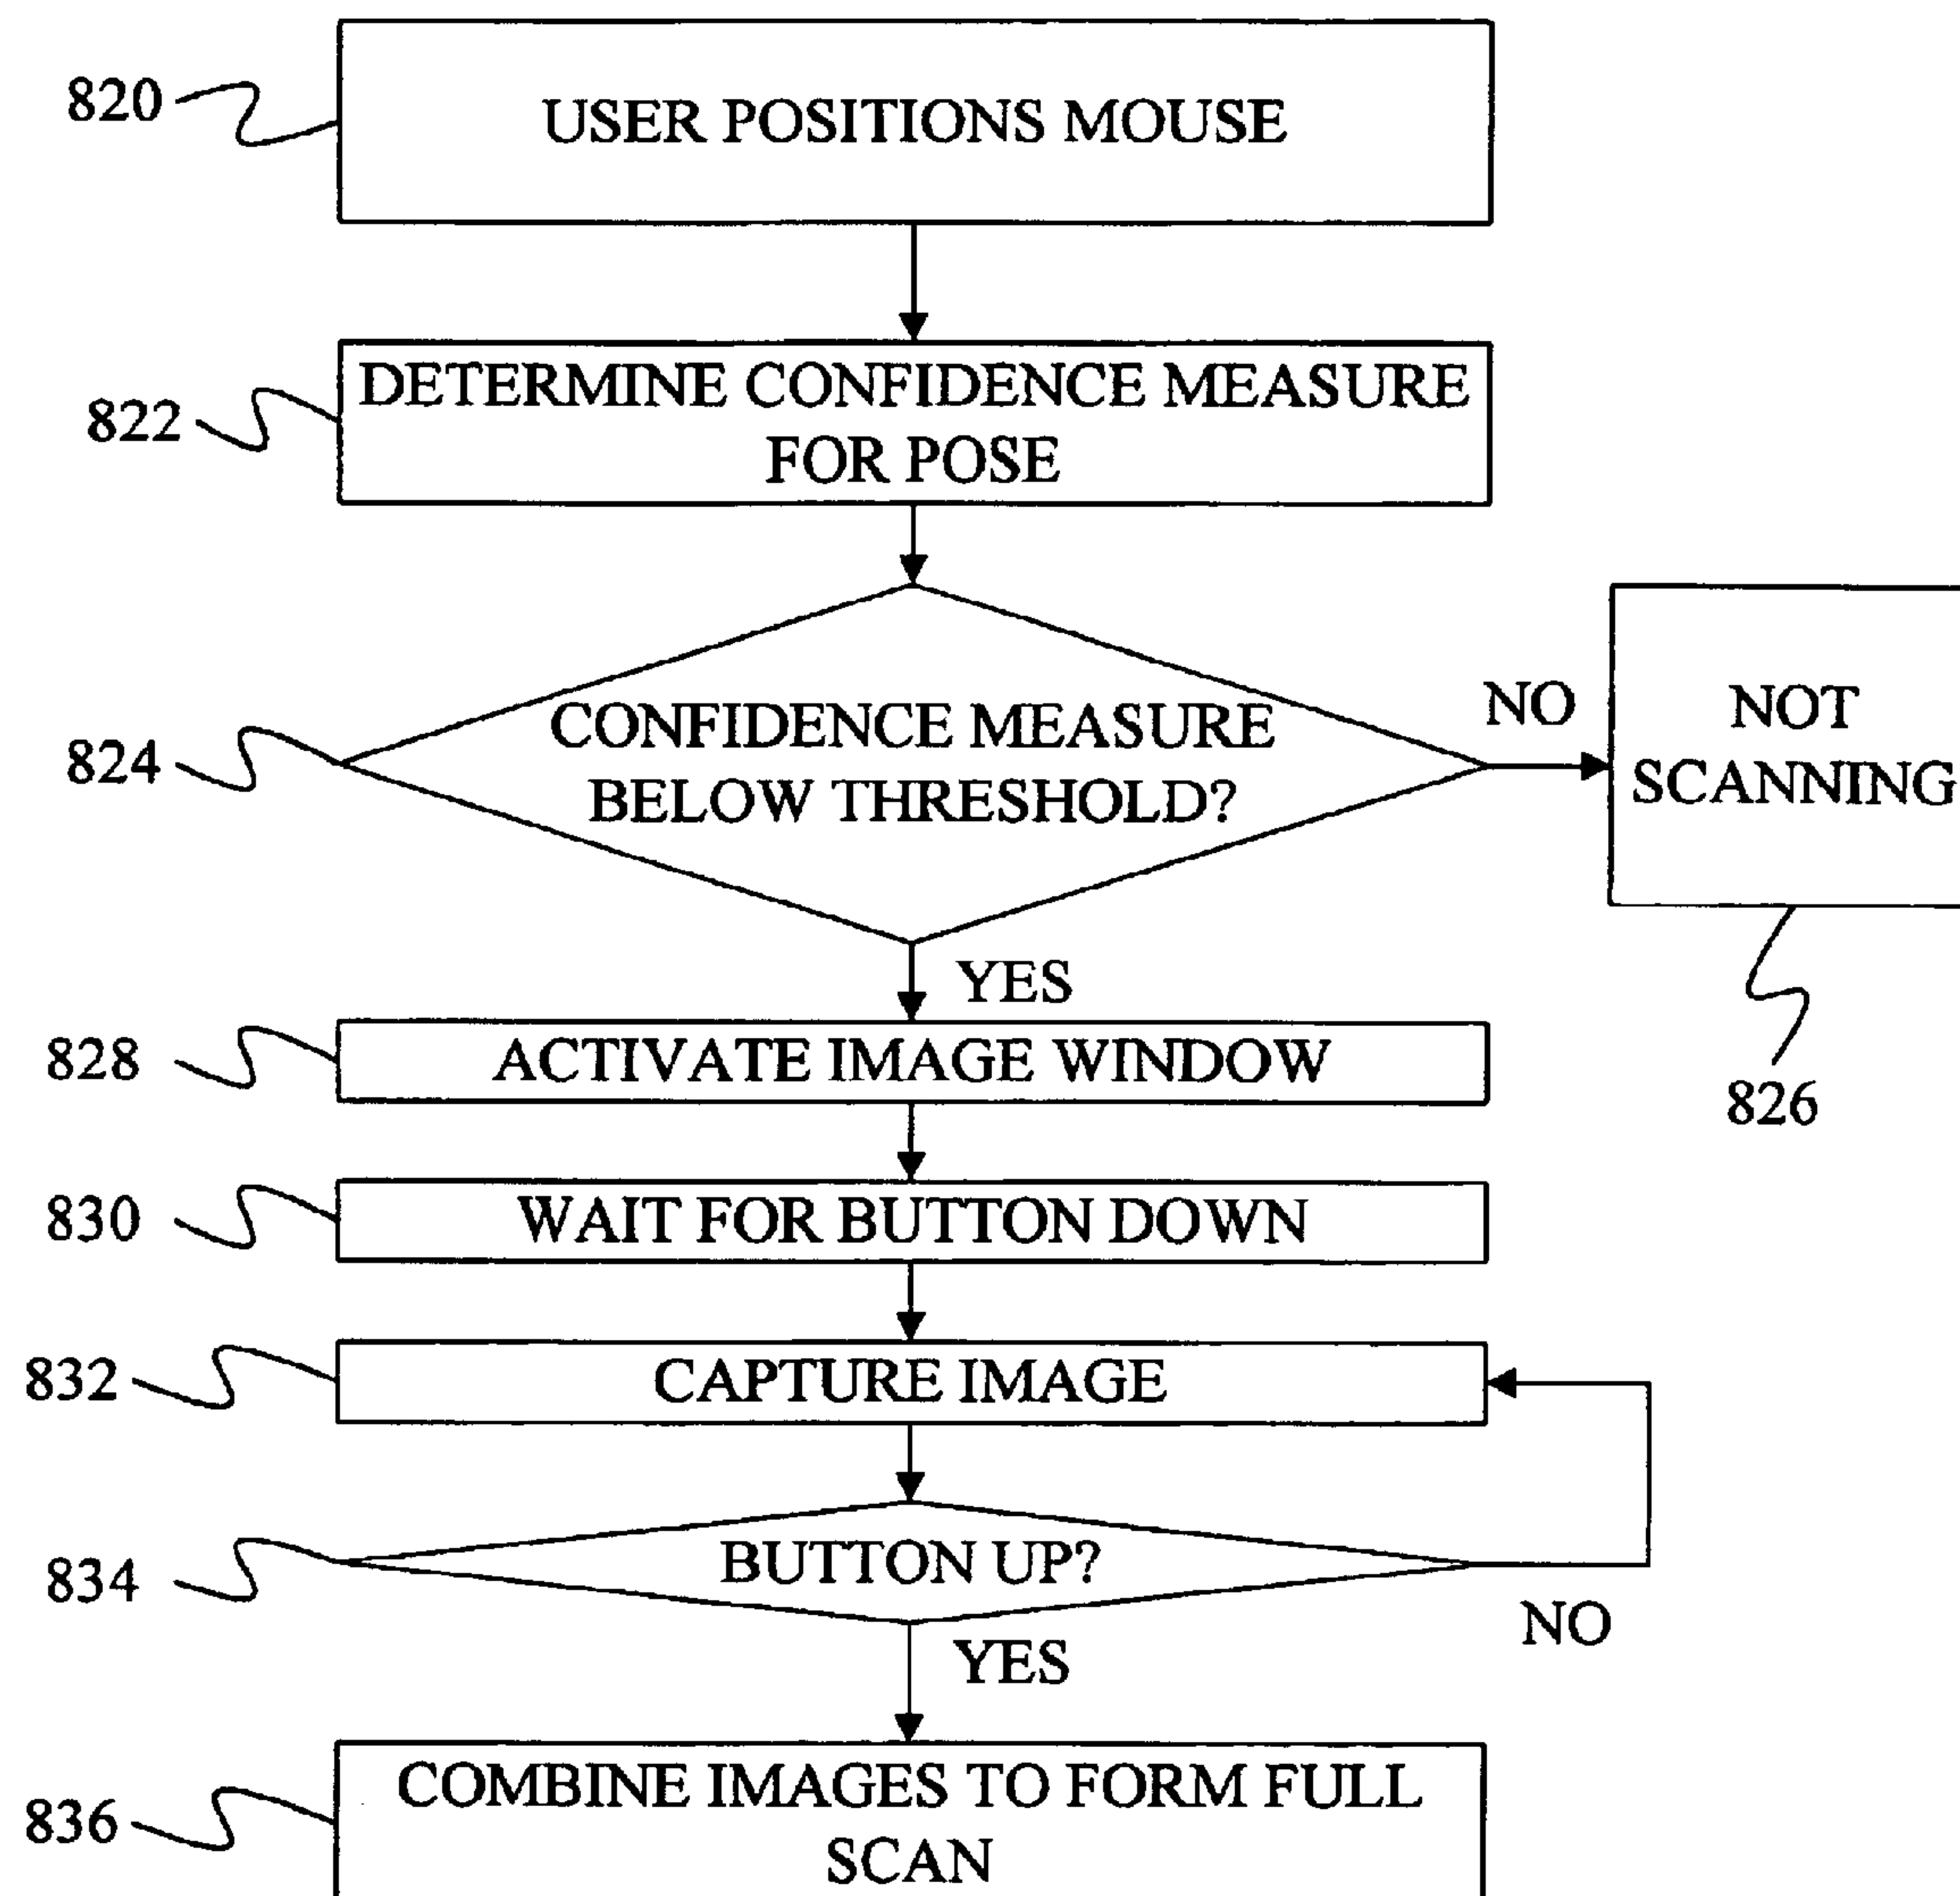 820
USER POSITIONS MOUSE
822
DETERMINE CONFIDENCE MEASURE
FOR POSE
824
CONFIDENCE MEASURE
BELOW THRESHOLD?
NO
NOT
SCANNING
826
YES
828
ACTIVATE IMAGE WINDOW
830
WAIT FOR BUTTON DOWN
832
CAPTURE IMAGE
834
BUTTON UP?
NO
YES
836
COMBINE IMAGES TO FORM FULL
SCAN